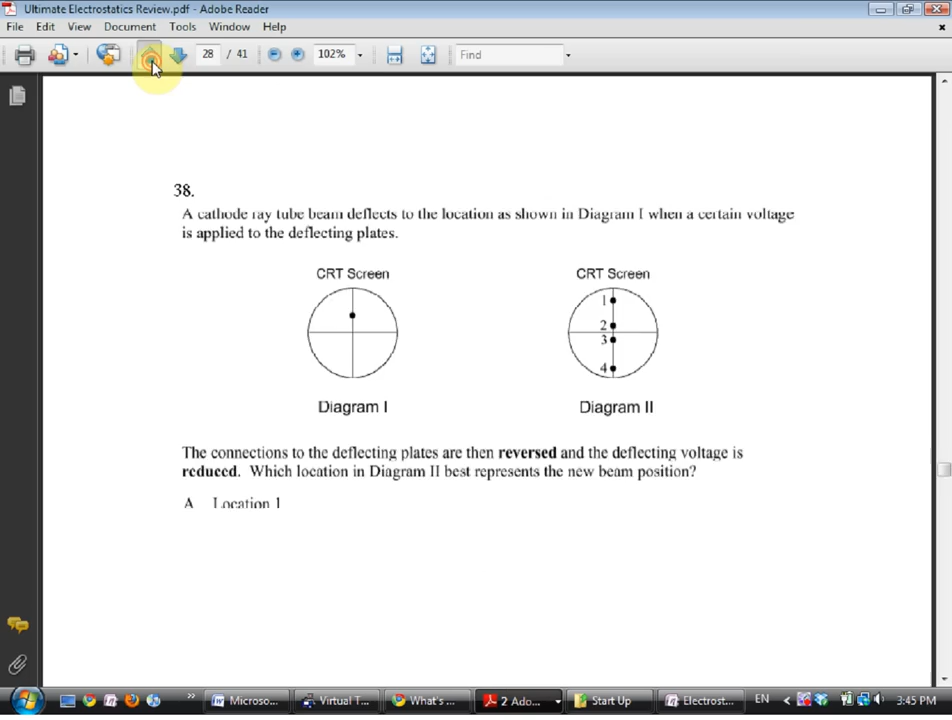 Ultimate Electrostatics Review.pdf - Adobe Reader
File Edit View Document Tools Window Help
28 / 41 102% Find
38.
A cathode ray tube beam deflects to the location as shown in Diagram I when a certain voltage
is applied to the deflecting plates.
CRT Screen CRT Screen
1
2
3
4
Diagram I Diagram II
The connections to the deflecting plates are then reversed and the deflecting voltage is
reduced. Which location in Diagram II best represents the new beam position?
A Location 1
» Microso... Virtual T... What's ... 2 Ado... Start Up Electrost... EN < 3:45 PM